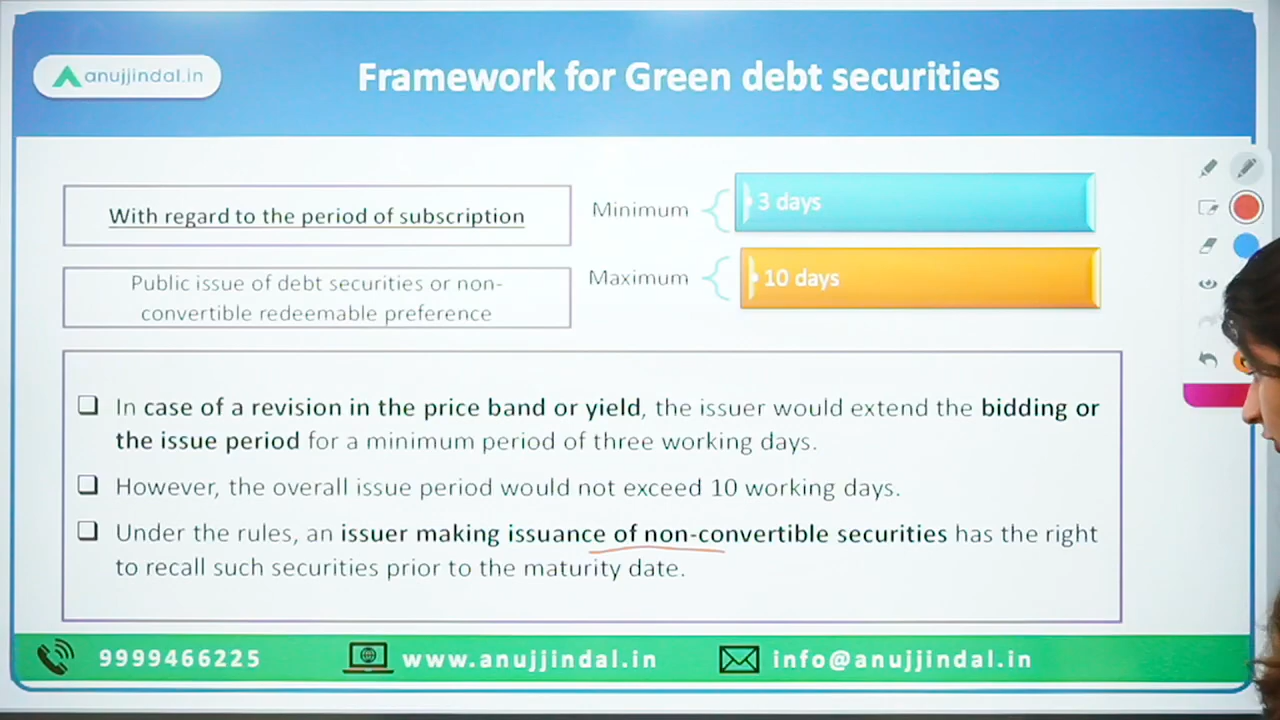 anujjindal.in
Framework for Green debt securities
With regard to the period of subscription
Minimum
3 days
Public issue of debt securities or non-
convertible redeemable preference
Maximum
10 days
In case of a revision in the price band or yield, the issuer would extend the bidding or
the issue period for a minimum period of three working days.
However, the overall issue period would not exceed 10 working days.
Under the rules, an issuer making issuance of non-convertible securities has the right
to recall such securities prior to the maturity date.
9999466225
www.anujjindal.in
info@anujjindal.in